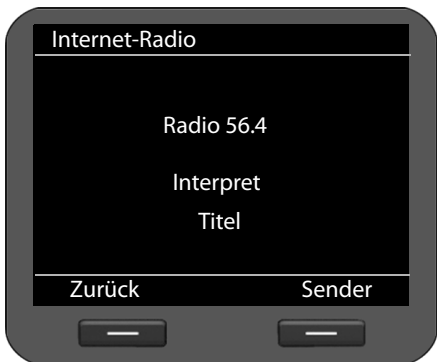 Internet-Radio
Radio 56.4
Interpret
Titel
Zurück Sender